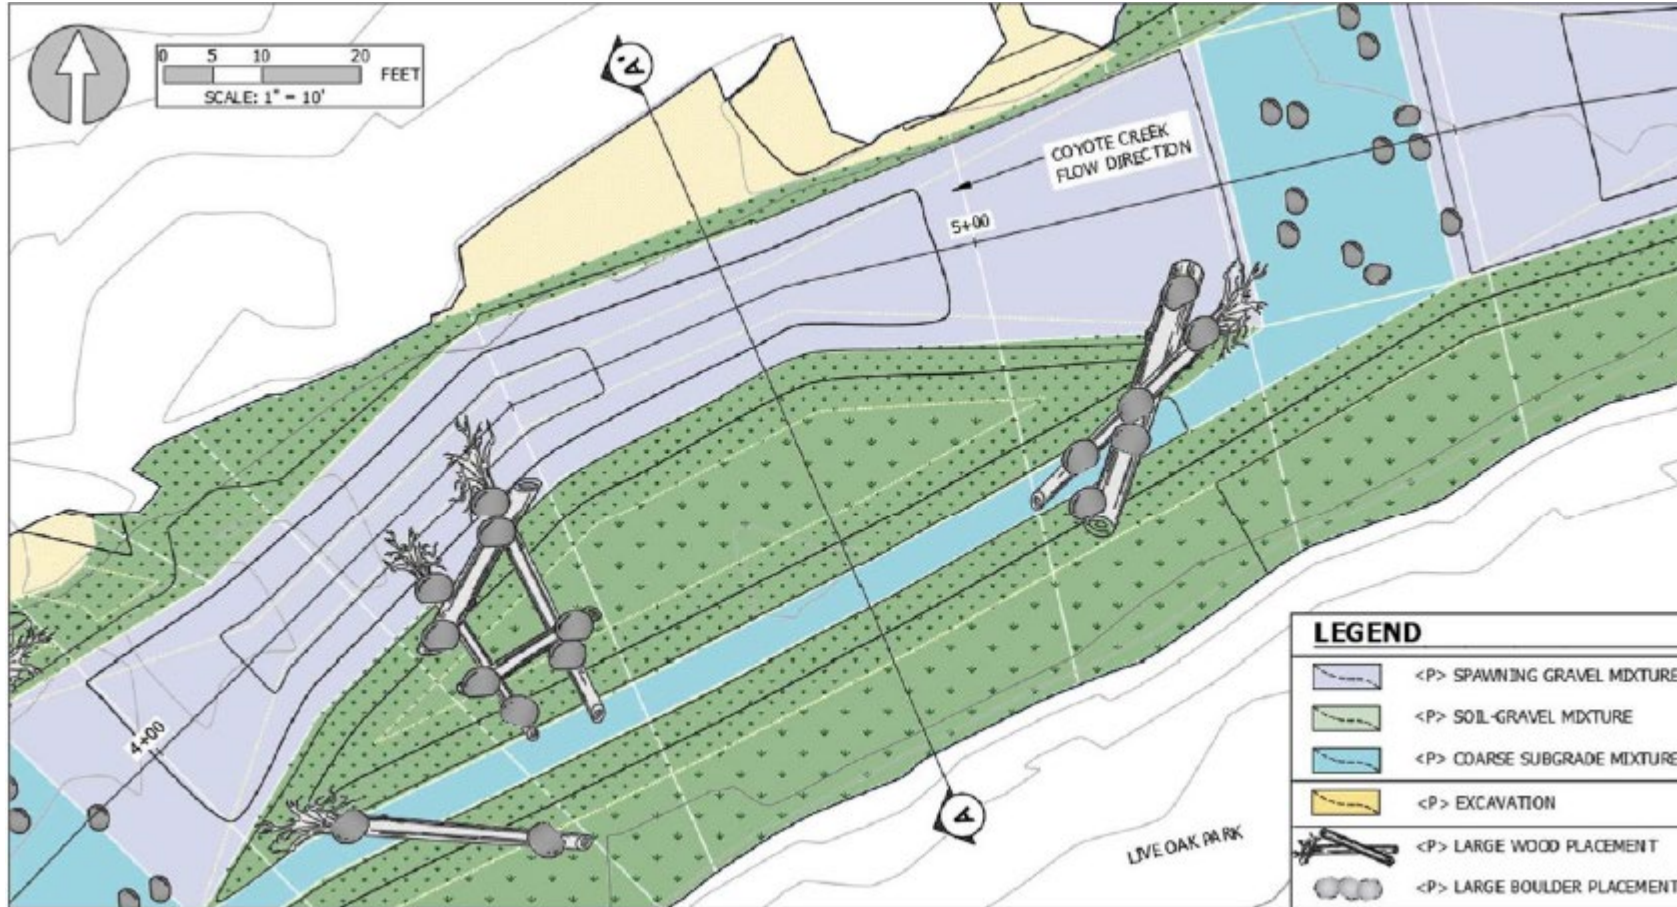 0 5 10 20
FEET
SCALE: 1" = 10'
A'
COYOTE CREEK
FLOW DIRECTION
5+00
4+00
A
LIVE OAK PARK
LEGEND
<P> SPAWNING GRAVEL MIXTURE
<P> SOIL-GRAVEL MIXTURE
<P> COARSE SUBGRADE MIXTURE
<P> EXCAVATION
<P> LARGE WOOD PLACEMENT
<P> LARGE BOULDER PLACEMENT